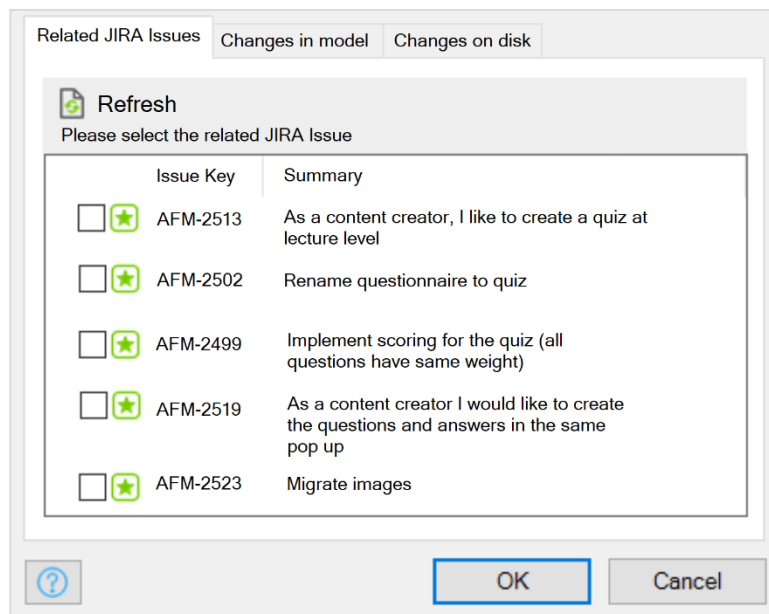 Related JIRA Issues Changes in model Changes on disk
Refresh
Please select the related JIRA Issue
Issue Key Summary
AFM-2513 As a content creator, I like to create a quiz at
lecture level
AFM-2502 Rename questionnaire to quiz
AFM-2499 Implement scoring for the quiz (all
questions have same weight)
AFM-2519 As a content creator I would like to create
the questions and answers in the same
pop up
AFM-2523 Migrate images
? OK Cancel